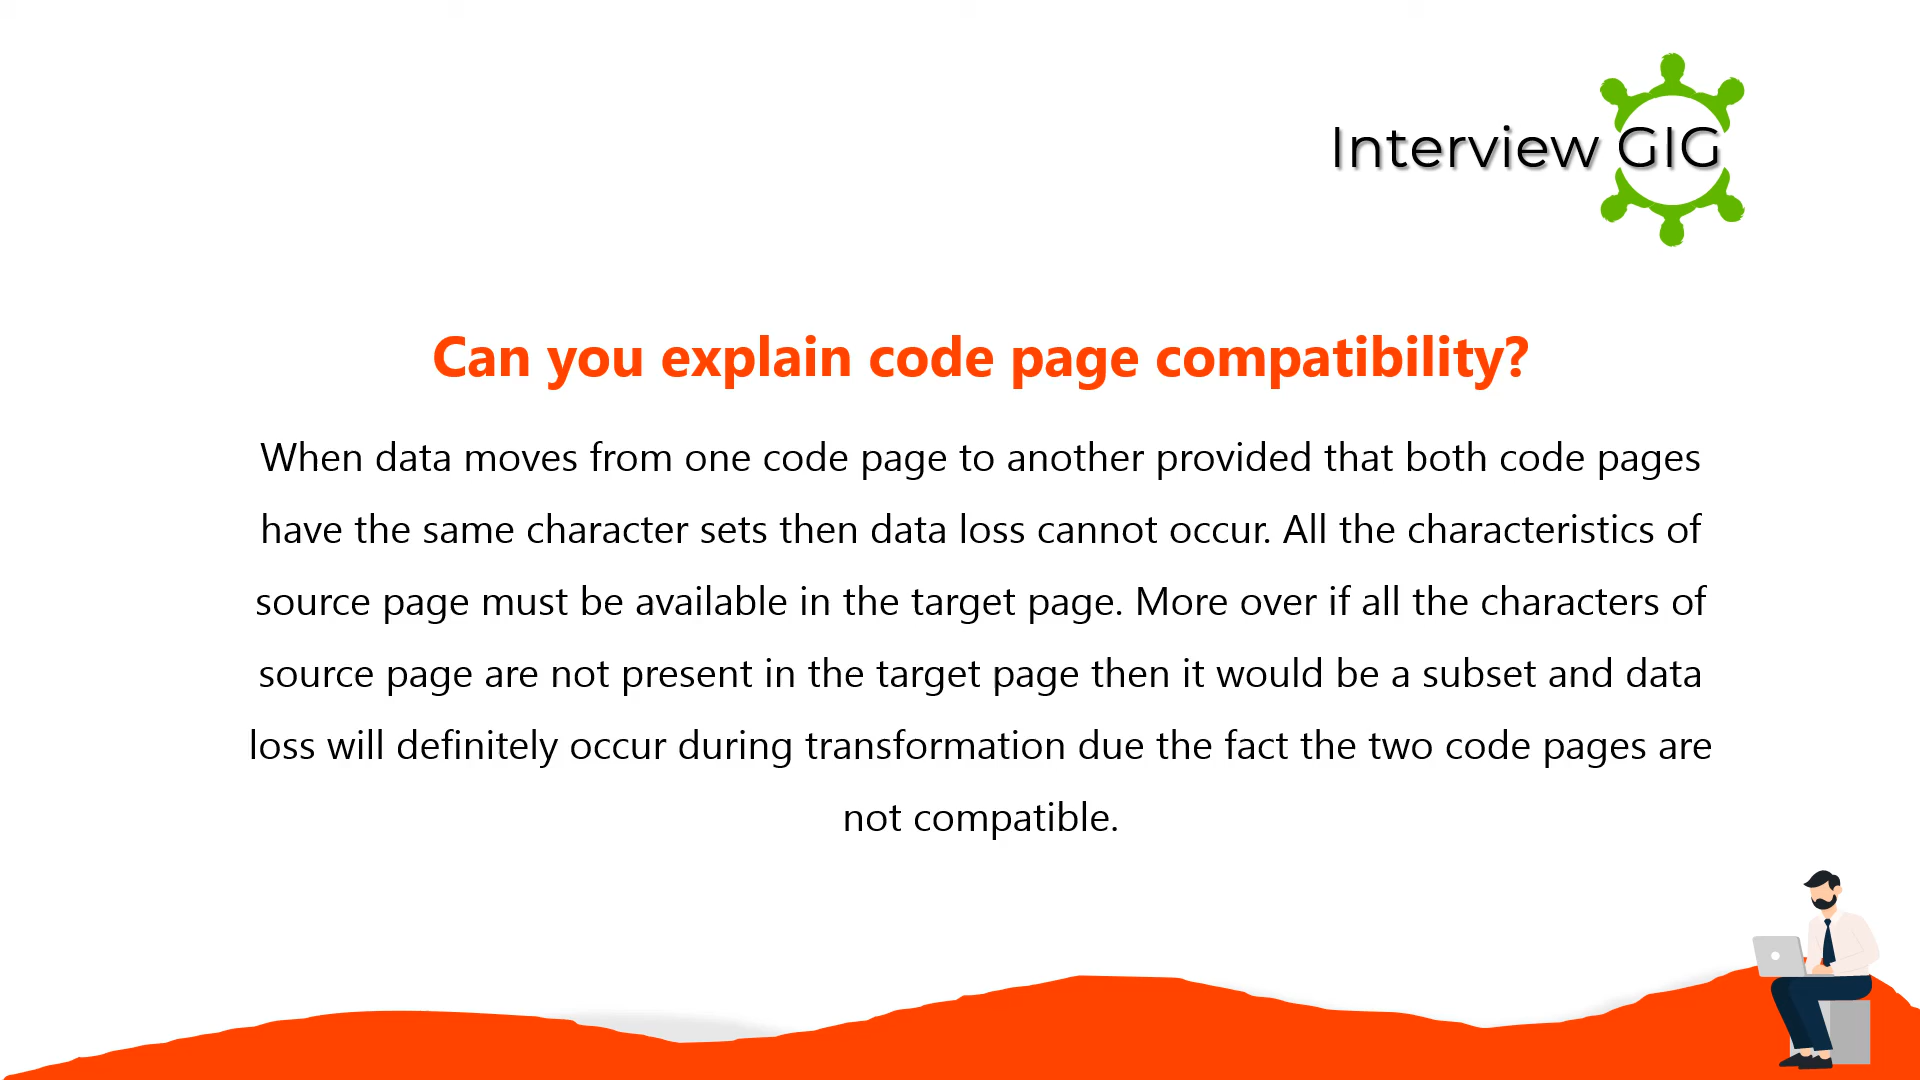 Interview GIG
Can you explain code page compatibility?
When data moves from one code page to another provided that both code pages
have the same character sets then data loss cannot occur. All the characteristics of
source page must be available in the target page. More over if all the characters of
source page are not present in the target page then it would be a subset and data
loss will definitely occur during transformation due the fact the two code pages are
not compatible.